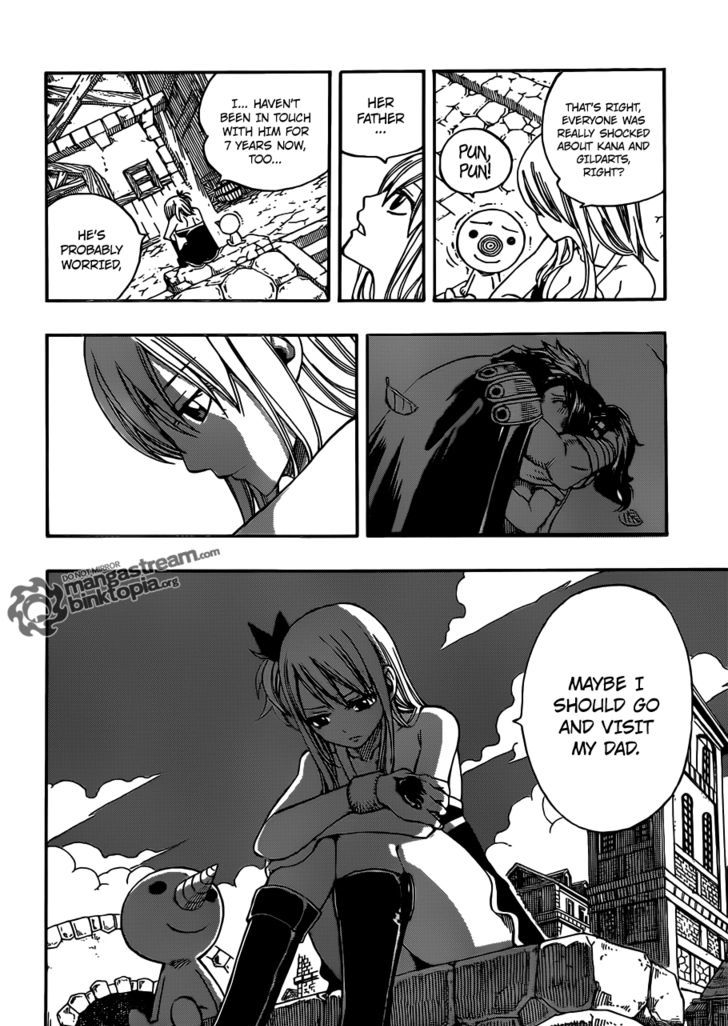 THAT'S RIGHT,
EVERYONE WAS
REALLY SHOCKED
ABOUT KANA AND
GILDARTS,
RIGHT?
PUN,
PUN!
HER
FATHER
...
I... HAVEN'T
BEEN IN TOUCH
WITH HIM FOR
7 YEARS NOW,
TOO...
HE'S
PROBABLY
WORRIED,
DO NOT MIRROR
mangastream.com
binktopia.org
MAYBE I
SHOULD GO
AND VISIT
MY DAD.